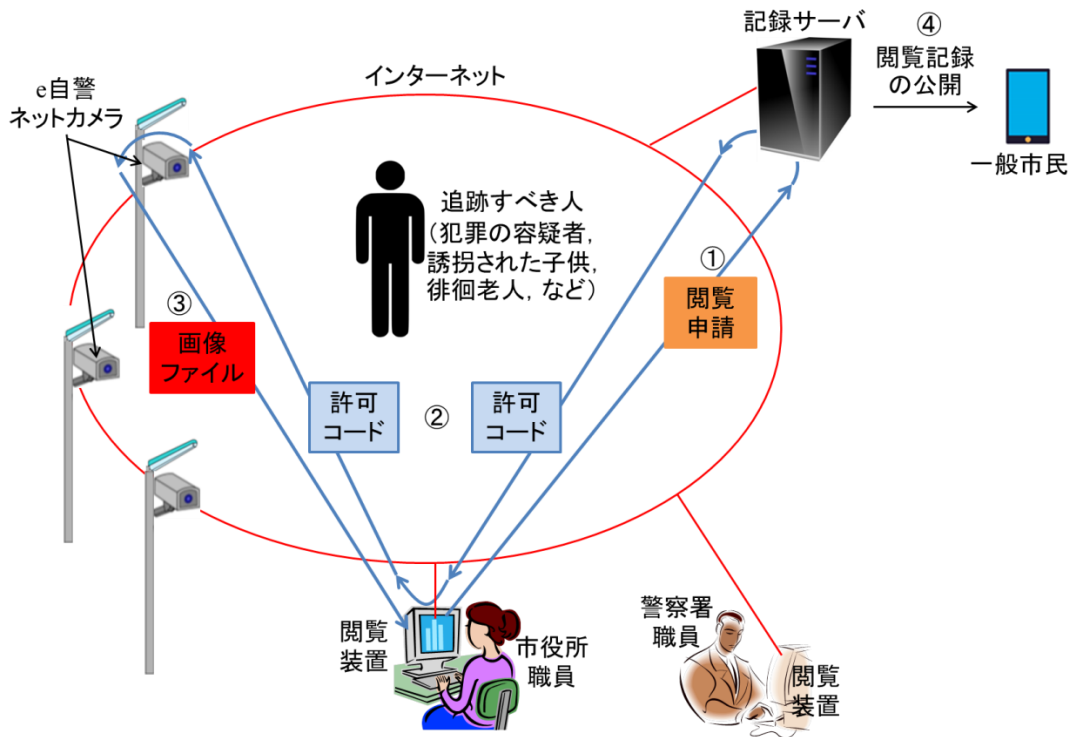 記録サーバ
④
閲覧記録
の公開
一般市民
インターネット
e自警
ネットカメラ
追跡すべき人
（犯罪の容疑者，
誘拐された子供，
徘徊老人，など）
①
閲覧
申請
③
画像
ファイル
許可
コード
②
許可
コード
閲覧
装置
市役所
職員
警察署
職員
閲覧
装置